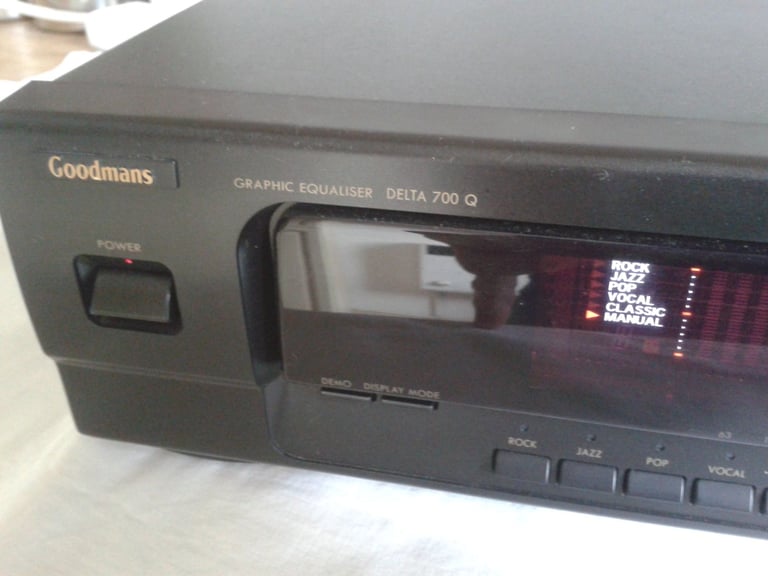 Goodmans
GRAPHIC EQUALISER DELTA 700 Q
POWER
ROCK
JAZZ
POP
VOCAL
CLASSIC
MANUAL
DEMO DISPLAY MODE
63
ROCK JAZZ POP VOCAL